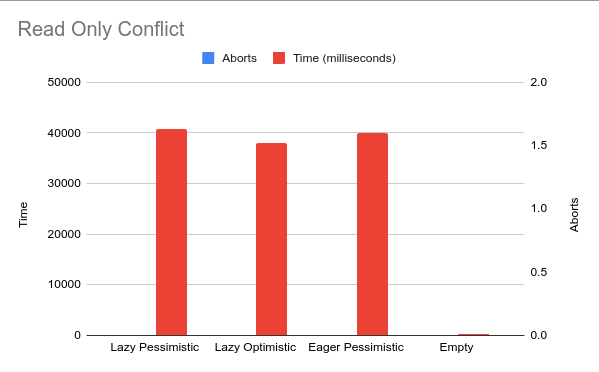 Read Only Conflict
Aborts
Time (milliseconds)
50000
40000
30000
20000
10000
0
Time
2.0
1.5
1.0
0.5
0.0
Aborts
Lazy Pessimistic
Lazy Optimistic
Eager Pessimistic
Empty